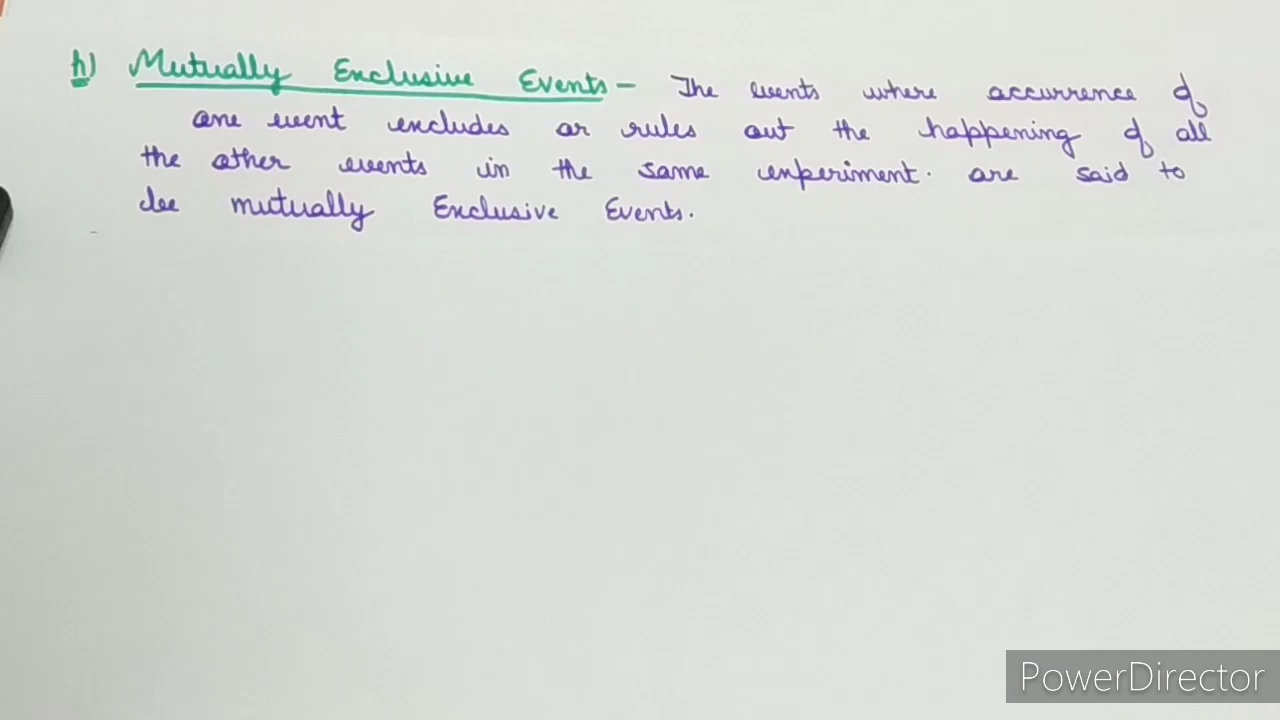 h) Mutually Exclusive Events – The events where occurrence of
one event excludes or rules out the happening of all
the other events in the same experiment. are said to
be mutually Exclusive Events.
PowerDirector